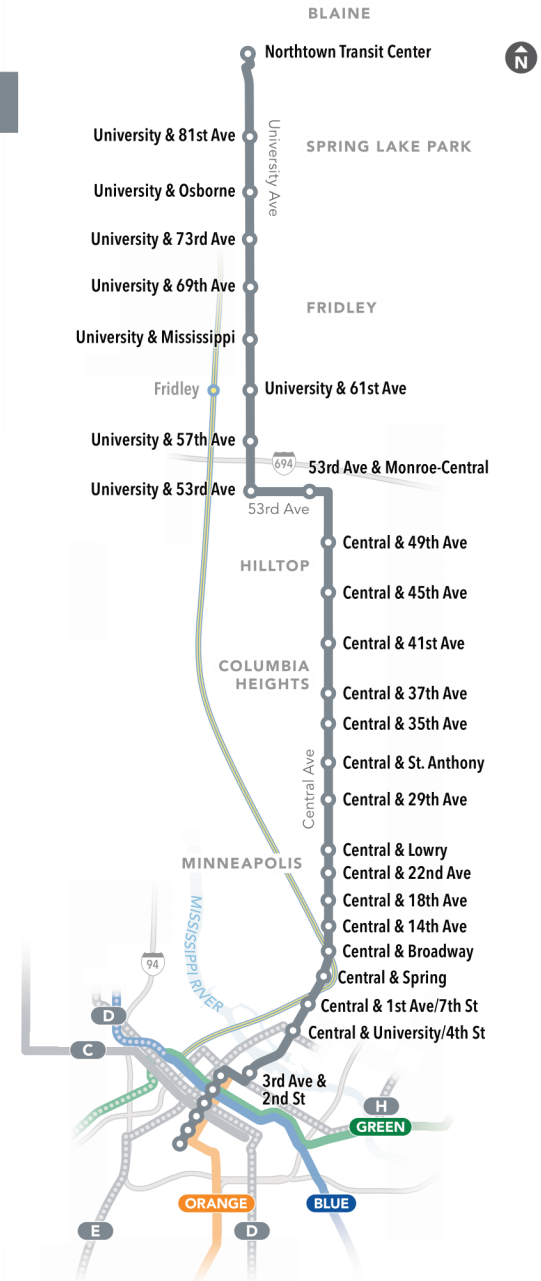 BLAINE
Northtown Transit Center
N
University & 81st Ave
University Ave
SPRING LAKE PARK
University & Osborne
University & 73rd Ave
University & 69th Ave
FRIDLEY
University & Mississippi
Fridley
University & 61st Ave
University & 57th Ave
694
53rd Ave & Monroe-Central
University & 53rd Ave
53rd Ave
Central & 49th Ave
HILLTOP
Central & 45th Ave
Central & 41st Ave
COLUMBIA
HEIGHTS
Central & 37th Ave
Central & 35th Ave
Central Ave
Central & St. Anthony
Central & 29th Ave
Central & Lowry
MINNEAPOLIS
Central & 22nd Ave
Central & 18th Ave
Central & 14th Ave
MISSISSIPPI RIVER
Central & Broadway
94
Central & Spring
Central & 1st Ave/7th St
D
Central & University/4th St
C
3rd Ave &
2nd St
H
GREEN
ORANGE
BLUE
E
D